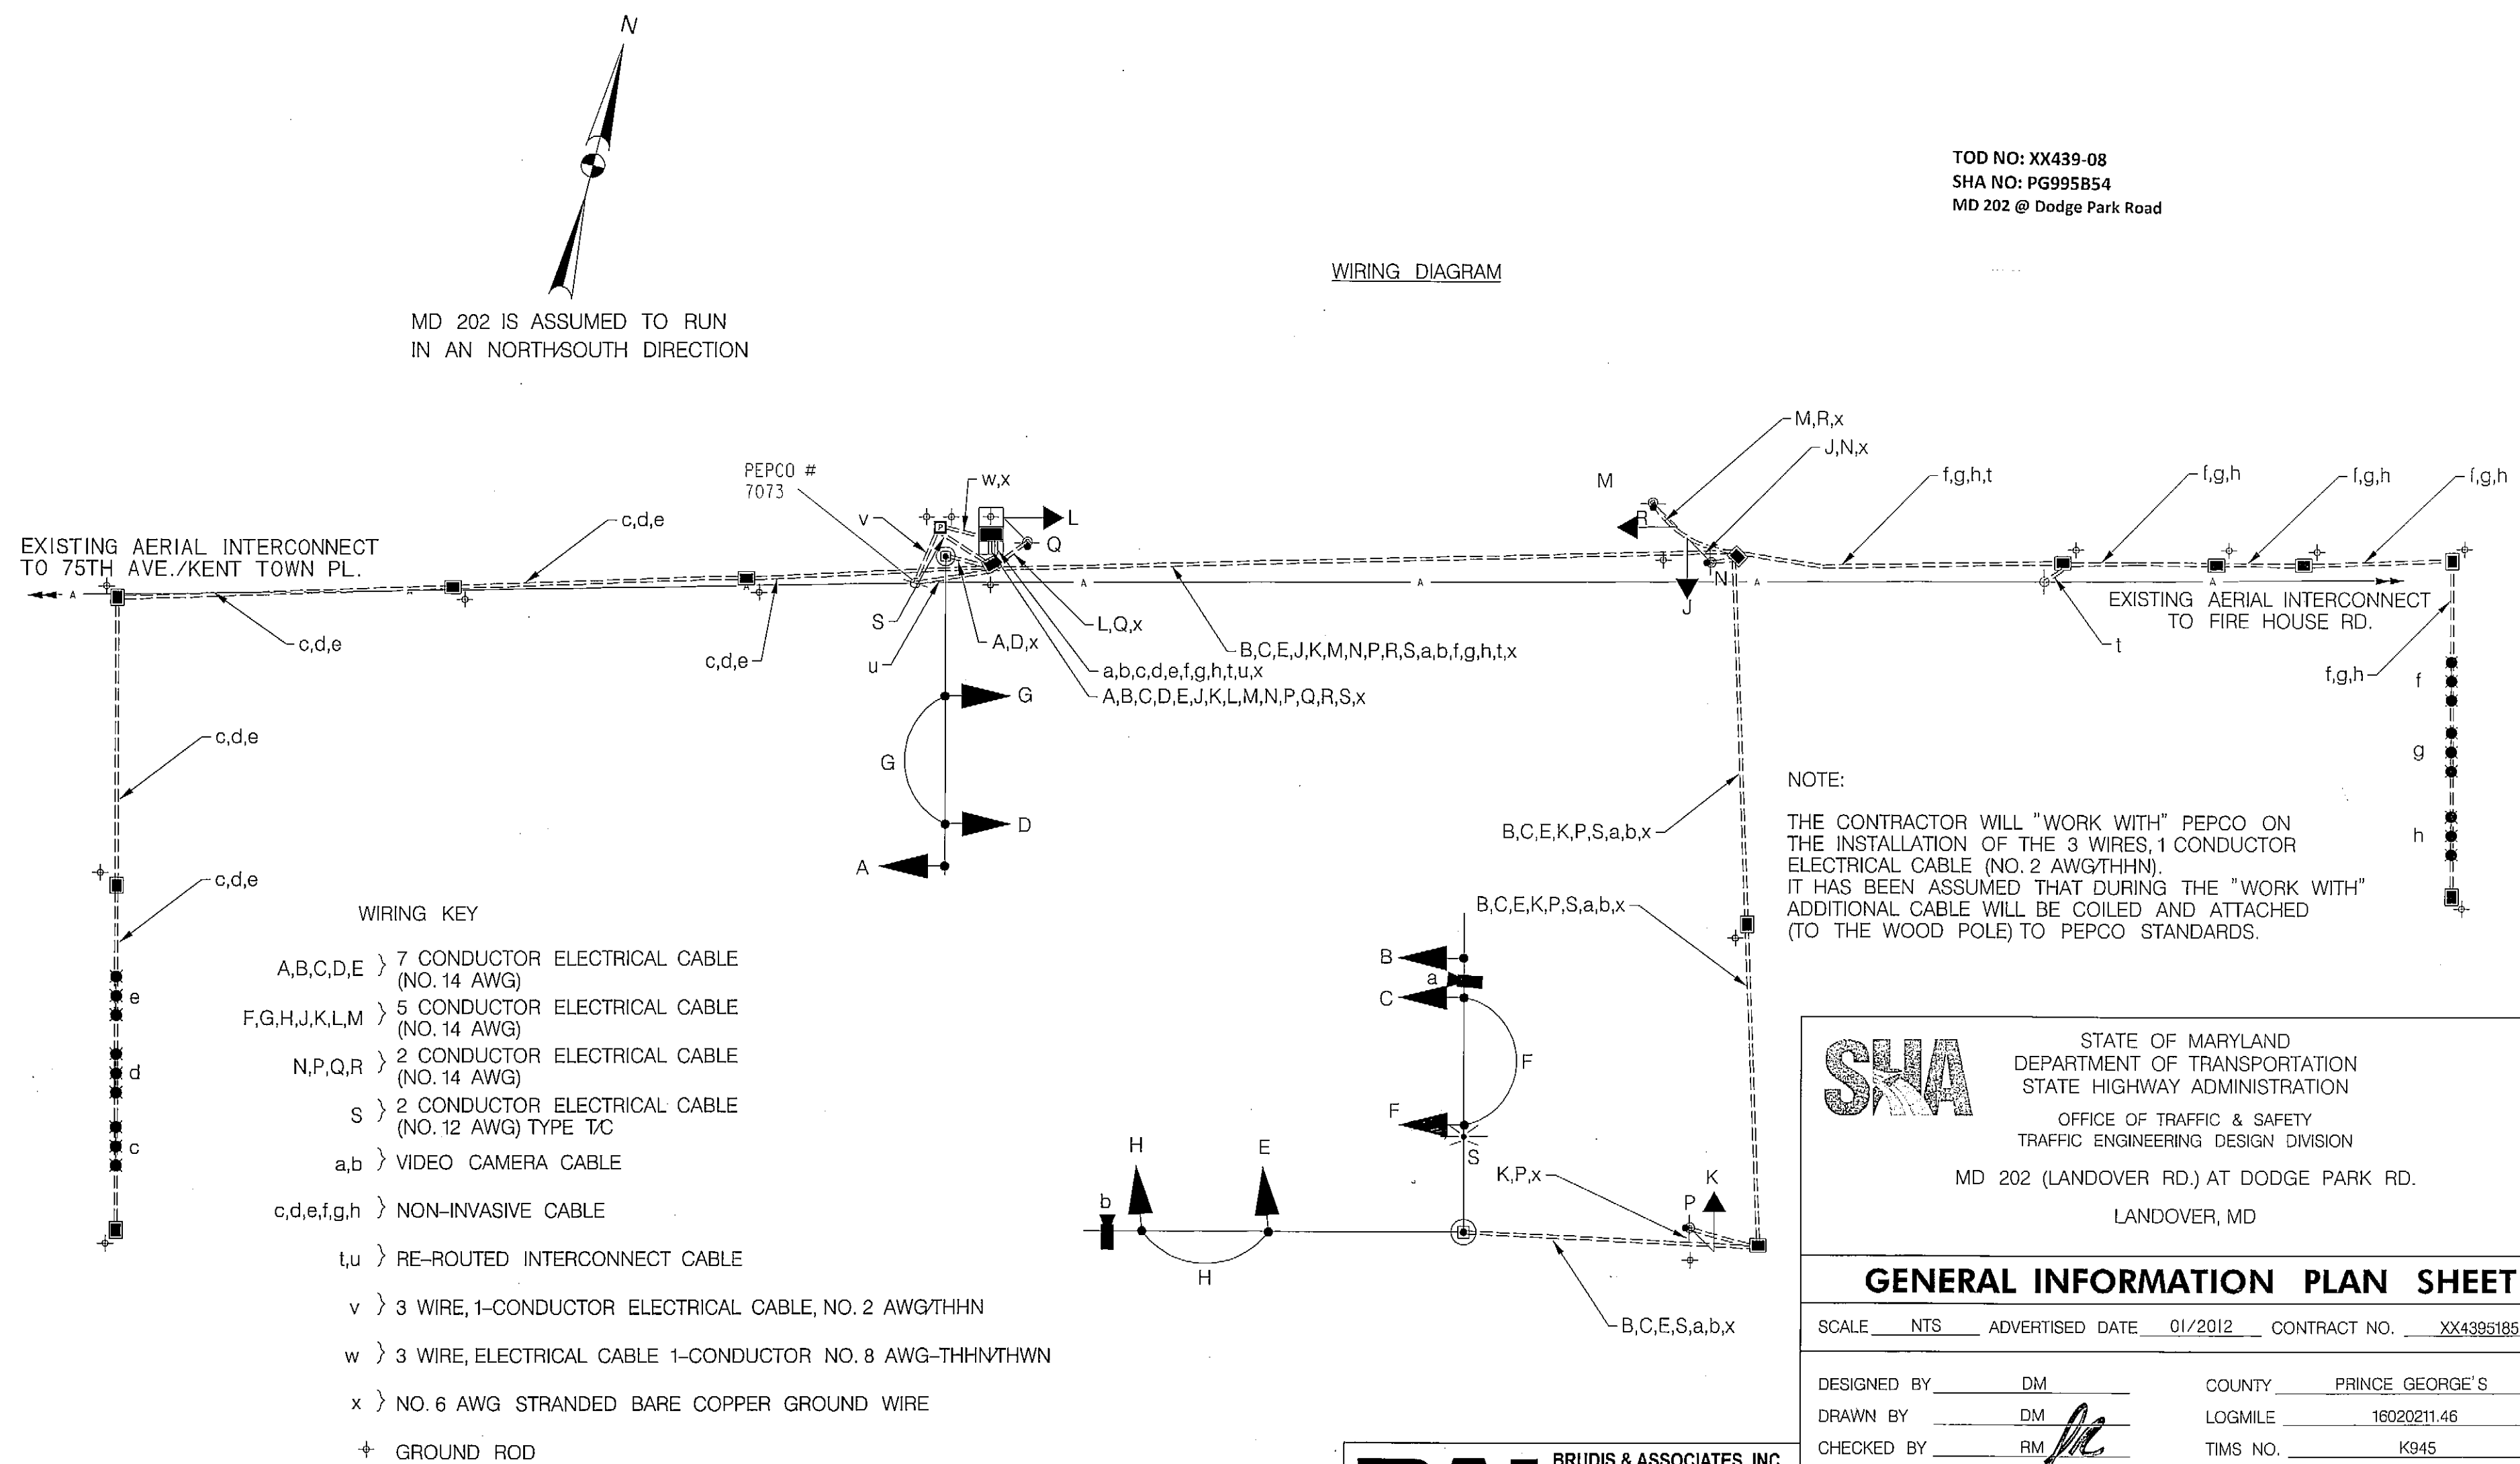 N
TOD NO: XX439-08
SHA NO: PG995B54
MD 202 @ Dodge Park Road
WIRING DIAGRAM
MD 202 IS ASSUMED TO RUN
IN AN NORTH/SOUTH DIRECTION
EXISTING AERIAL INTERCONNECT
TO 75TH AVE./KENT TOWN PL.
A
A
c,d,e
c,d,e
c,d,e
c,d,e
c,d,e
e
d
c
PEPCO #
7073
v
P
w,x
L
Q
A
S
u
A,D,x
L,Q,x
B,C,E,J,K,M,N,P,R,S,a,b,f,g,h,t,x
a,b,c,d,e,f,g,h,t,u,x
A,B,C,D,E,J,K,L,M,N,P,Q,R,S,x
G
G
D
A
A
A
M
R
J
N
M,R,x
J,N,x
A
f,g,h,t
f,g,h
f,g,h
f,g,h
A
EXISTING AERIAL INTERCONNECT
TO FIRE HOUSE RD.
t
f,g,h
f
g
h
B,C,E,K,P,S,a,b,x
B,C,E,K,P,S,a,b,x
B
a
C
F
F
S
H
E
b
H
K,P,x
P
K
B,C,E,S,a,b,x
NOTE:
THE CONTRACTOR WILL "WORK WITH" PEPCO ON
THE INSTALLATION OF THE 3 WIRES, 1 CONDUCTOR
ELECTRICAL CABLE (NO. 2 AWG/THHN).
IT HAS BEEN ASSUMED THAT DURING THE "WORK WITH"
ADDITIONAL CABLE WILL BE COILED AND ATTACHED
(TO THE WOOD POLE) TO PEPCO STANDARDS.
WIRING KEY
A,B,C,D,E } 7 CONDUCTOR ELECTRICAL CABLE
(NO. 14 AWG)
F,G,H,J,K,L,M } 5 CONDUCTOR ELECTRICAL CABLE
(NO. 14 AWG)
N,P,Q,R } 2 CONDUCTOR ELECTRICAL CABLE
(NO. 14 AWG)
S } 2 CONDUCTOR ELECTRICAL CABLE
(NO. 12 AWG) TYPE T/C
a,b } VIDEO CAMERA CABLE
c,d,e,f,g,h } NON-INVASIVE CABLE
t,u } RE-ROUTED INTERCONNECT CABLE
v } 3 WIRE, 1-CONDUCTOR ELECTRICAL CABLE, NO. 2 AWG/THHN
w } 3 WIRE, ELECTRICAL CABLE 1-CONDUCTOR NO. 8 AWG-THHN/THWN
x } NO. 6 AWG STRANDED BARE COPPER GROUND WIRE
GROUND ROD
SHA
STATE OF MARYLAND
DEPARTMENT OF TRANSPORTATION
STATE HIGHWAY ADMINISTRATION
OFFICE OF TRAFFIC & SAFETY
TRAFFIC ENGINEERING DESIGN DIVISION
MD 202 (LANDOVER RD.) AT DODGE PARK RD.
LANDOVER, MD
GENERAL INFORMATION PLAN SHEET
SCALE NTS ADVERTISED DATE 01/2012 CONTRACT NO. XX4395185
DESIGNED BY DM COUNTY PRINCE GEORGE'S
DRAWN BY DM LOGMILE 16020211.46
CHECKED BY RM TIMS NO. K945
BRUDIS & ASSOCIATES, INC.